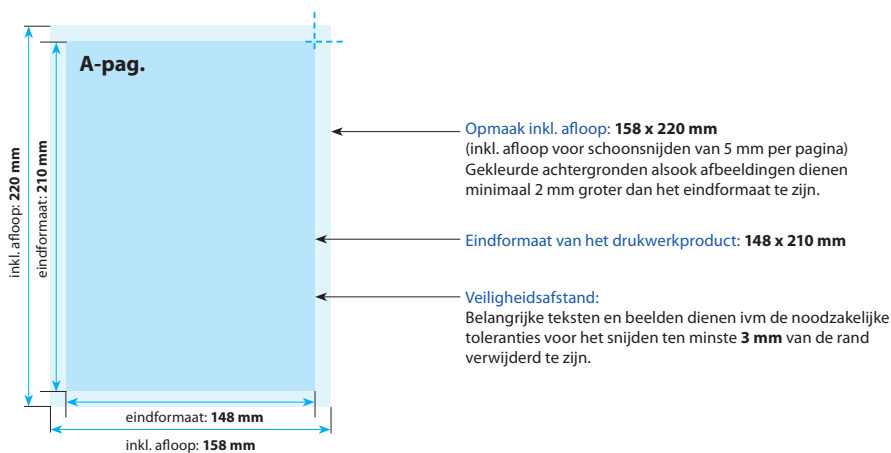 A-pag.
inkl. afloop: 220 mm
eindformaat: 210 mm
Opmaak inkl. afloop: 158 x 220 mm
(inkl. afloop voor schoonsnijden van 5 mm per pagina)
Gekleurde achtergronden alsook afbeeldingen dienen
minimaal 2 mm groter dan het eindformaat te zijn.
Eindformaat van het drukwerkproduct: 148 x 210 mm
Veiligheidsafstand:
Belangrijke teksten en beelden dienen ivm de noodzakelijke
toleranties voor het snijden ten minste 3 mm van de rand
verwijderd te zijn.
eindformaat: 148 mm
inkl. afloop: 158 mm